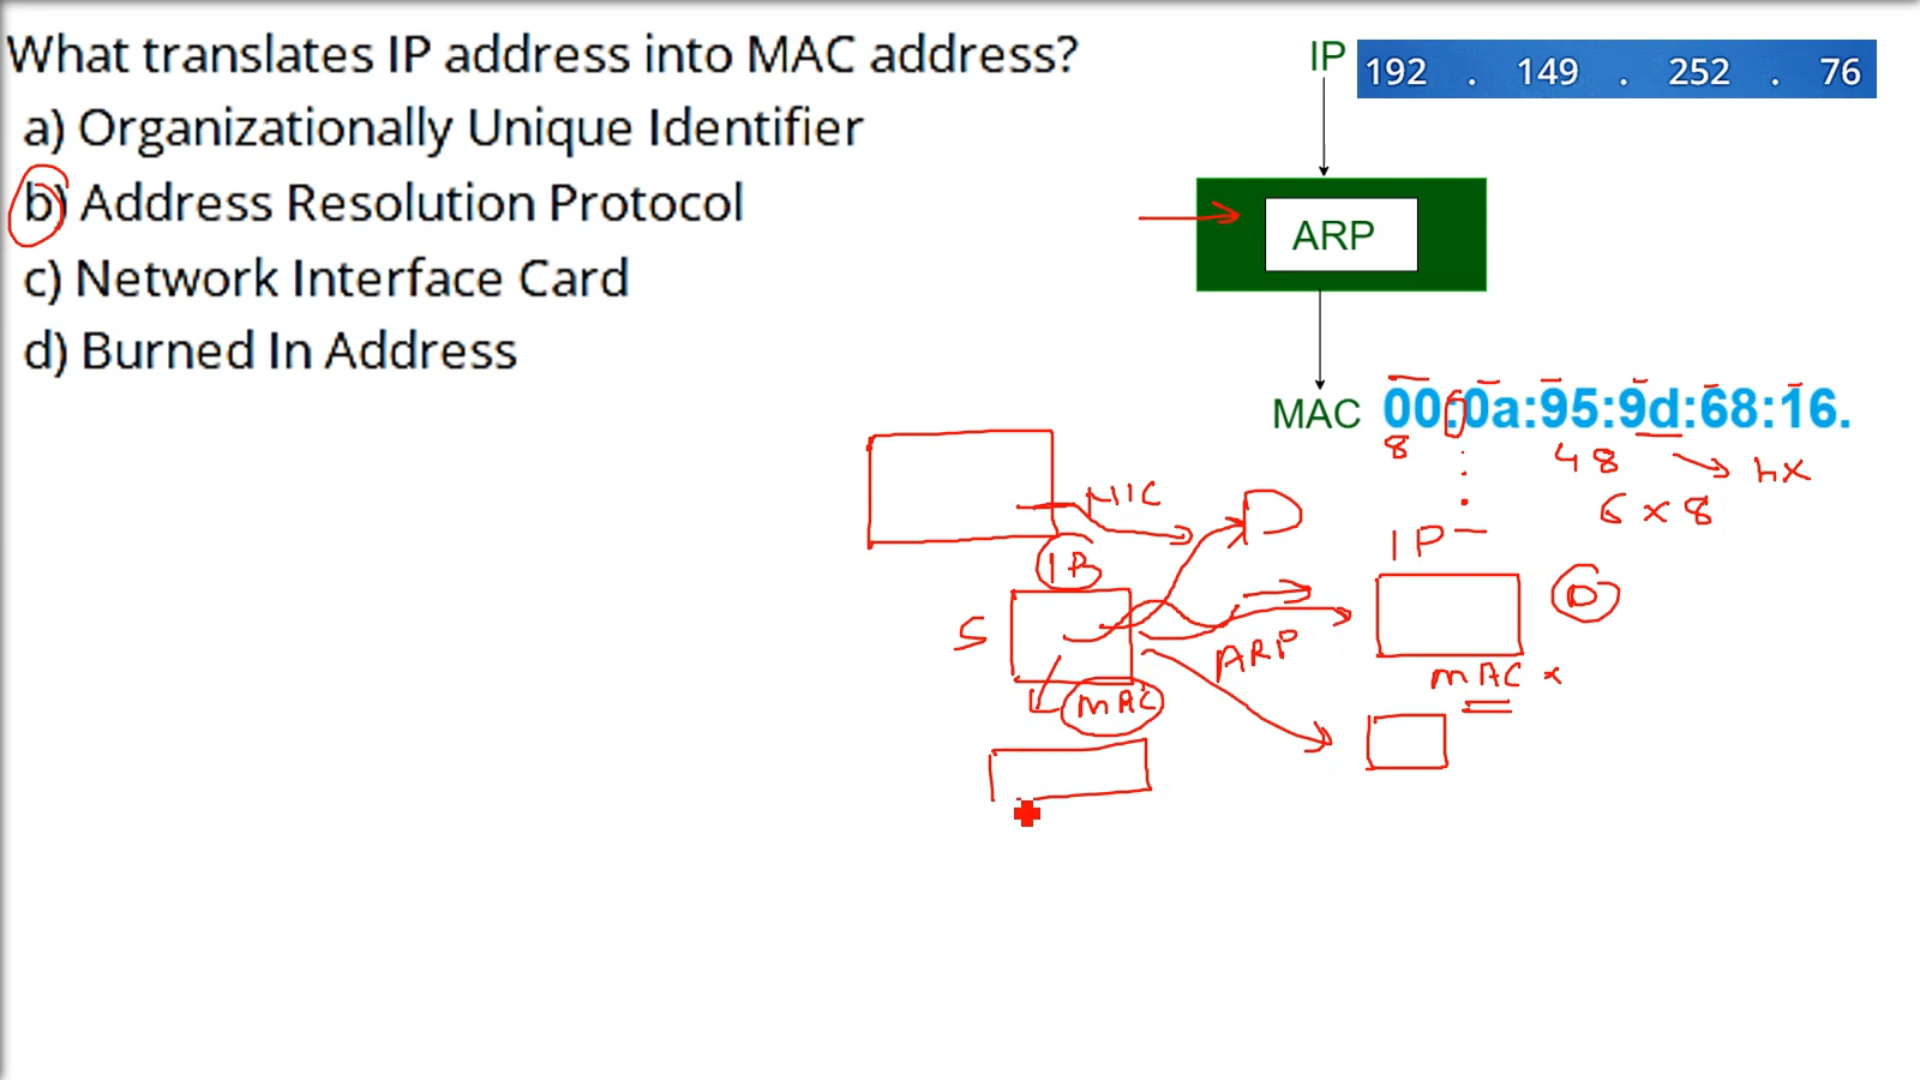 What translates IP address into MAC address?
a) Organizationally Unique Identifier
b) Address Resolution Protocol
c) Network Interface Card
d) Burned In Address
IP 192 . 149 . 252 . 76
ARP
MAC 00:0a:95:9d:68:16.
8
48
hx
6 x 8
NIC
D
IP
S
ARP
D
MAC
MAC